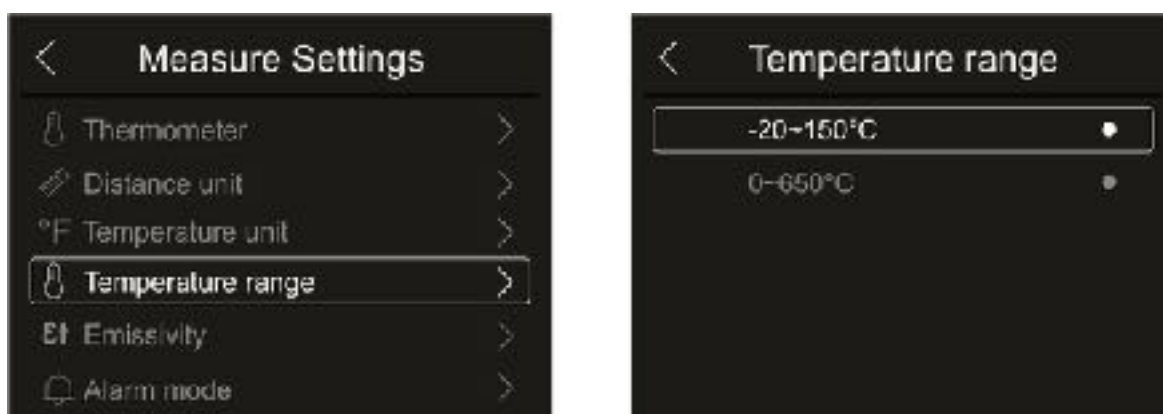 Measure Settings
Thermometer
Distance unit
°F Temperature unit
Temperature range
Emissivity
Alarm mode
Temperature range
-20~150°C
0~650°C